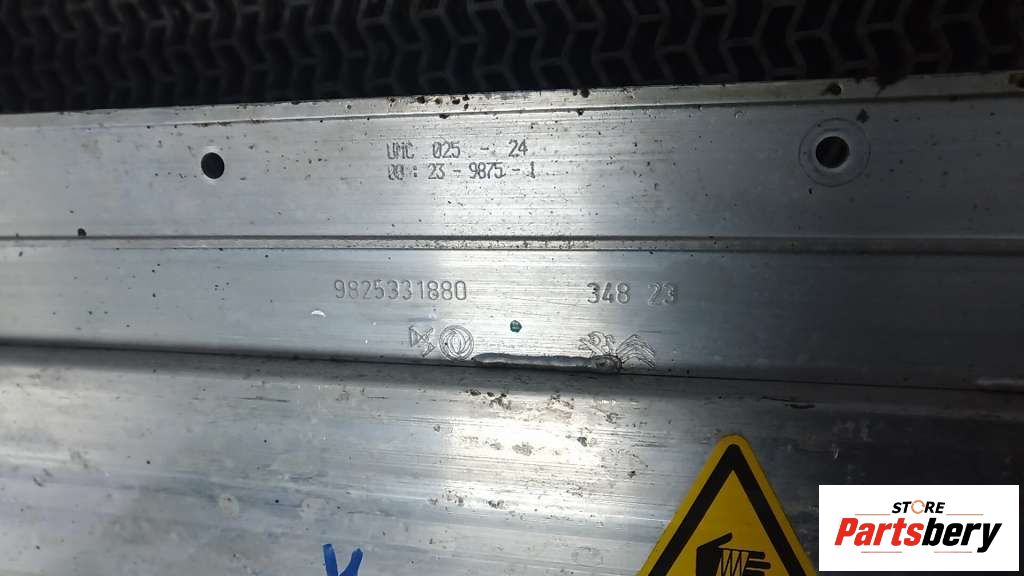 UMC 025 - 24
00 : 23 - 9875 - 1
9825331880 348 23
STORE
Partsbery